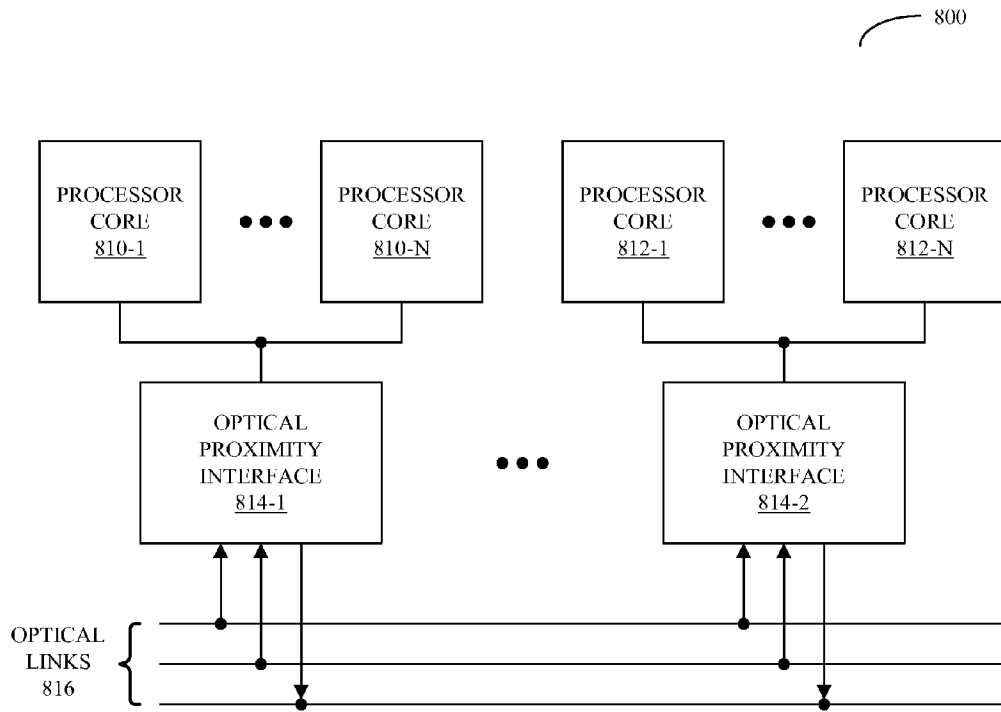 800
PROCESSOR
CORE
810-1
PROCESSOR
CORE
810-N
PROCESSOR
CORE
812-1
PROCESSOR
CORE
812-N
OPTICAL
PROXIMITY
INTERFACE
814-1
OPTICAL
PROXIMITY
INTERFACE
814-2
OPTICAL
LINKS
816